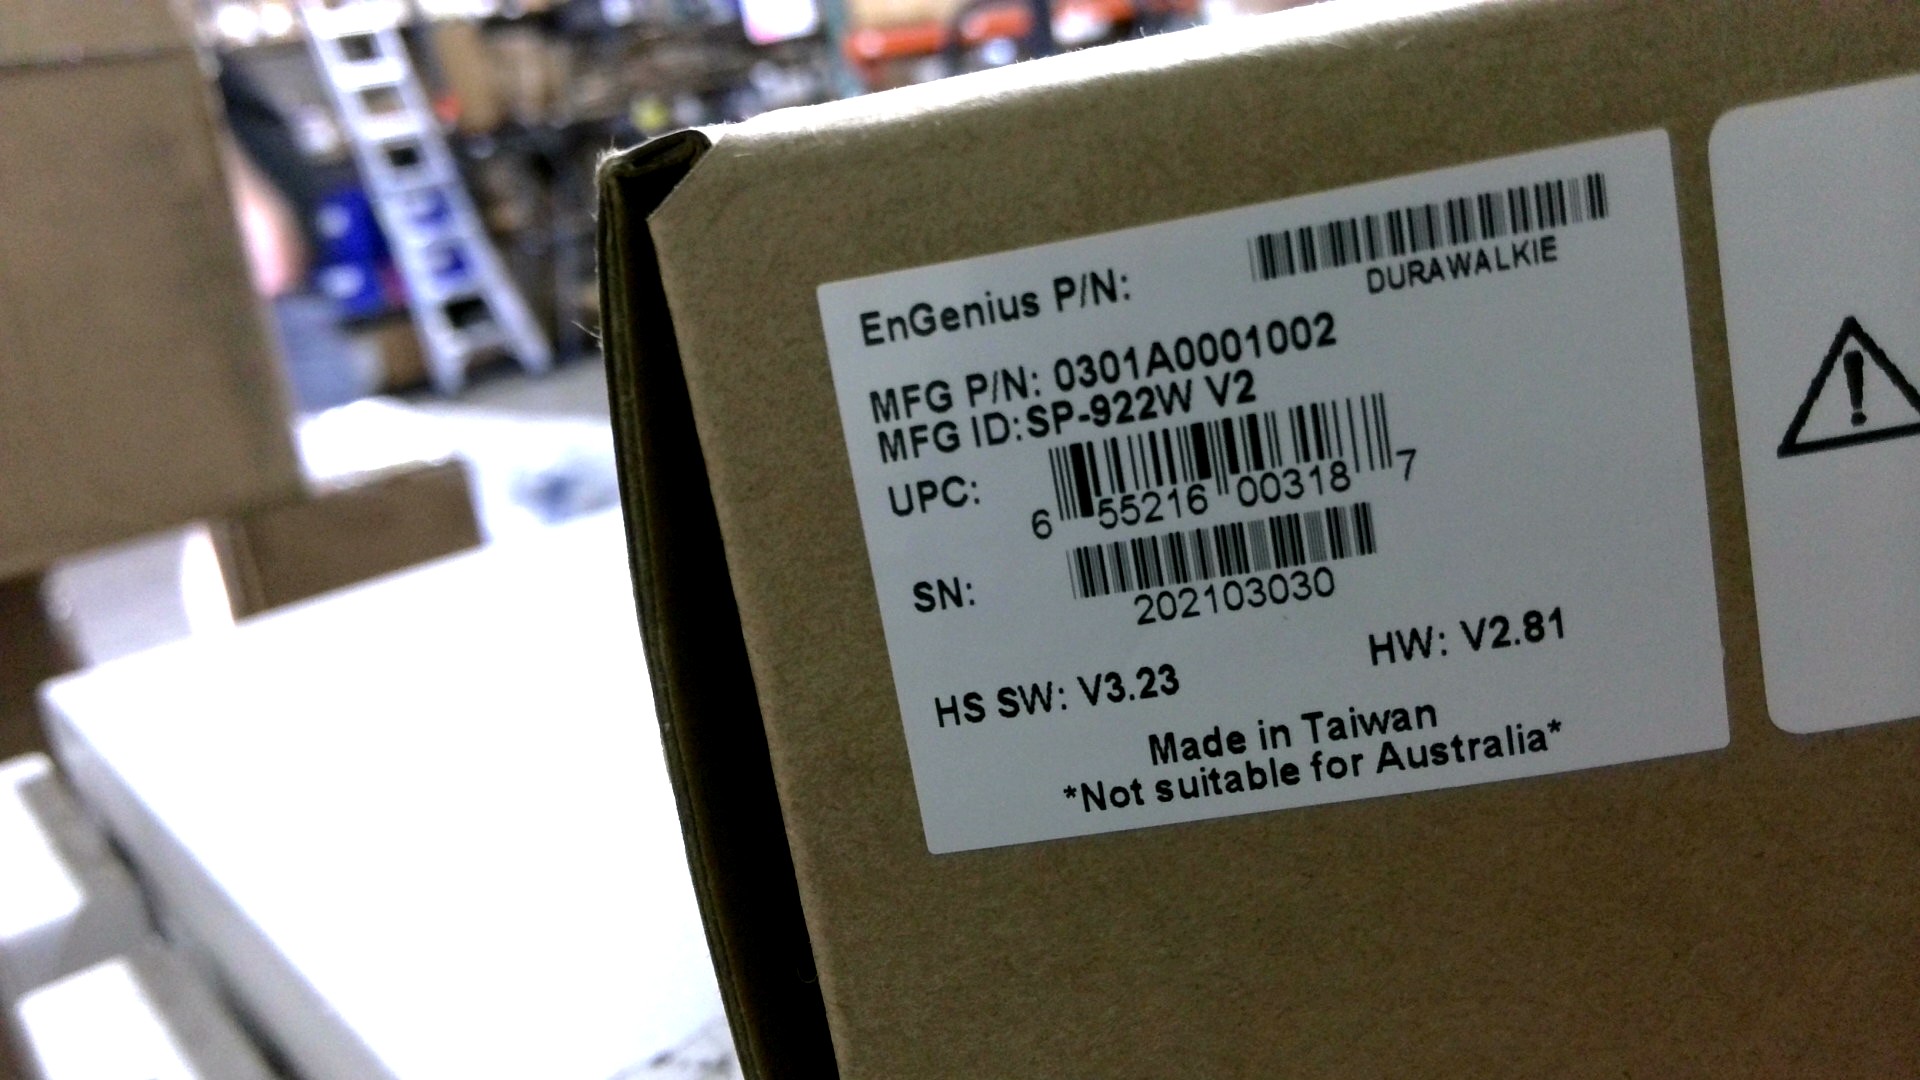 EnGenius P/N:
DURAWALKIE
MFG P/N: 0301A0001002
MFG ID:SP-922W V2
UPC:
6 55216 00318 7
SN:
202103030
HS SW: V3.23
HW: V2.81
Made in Taiwan
*Not suitable for Australia*